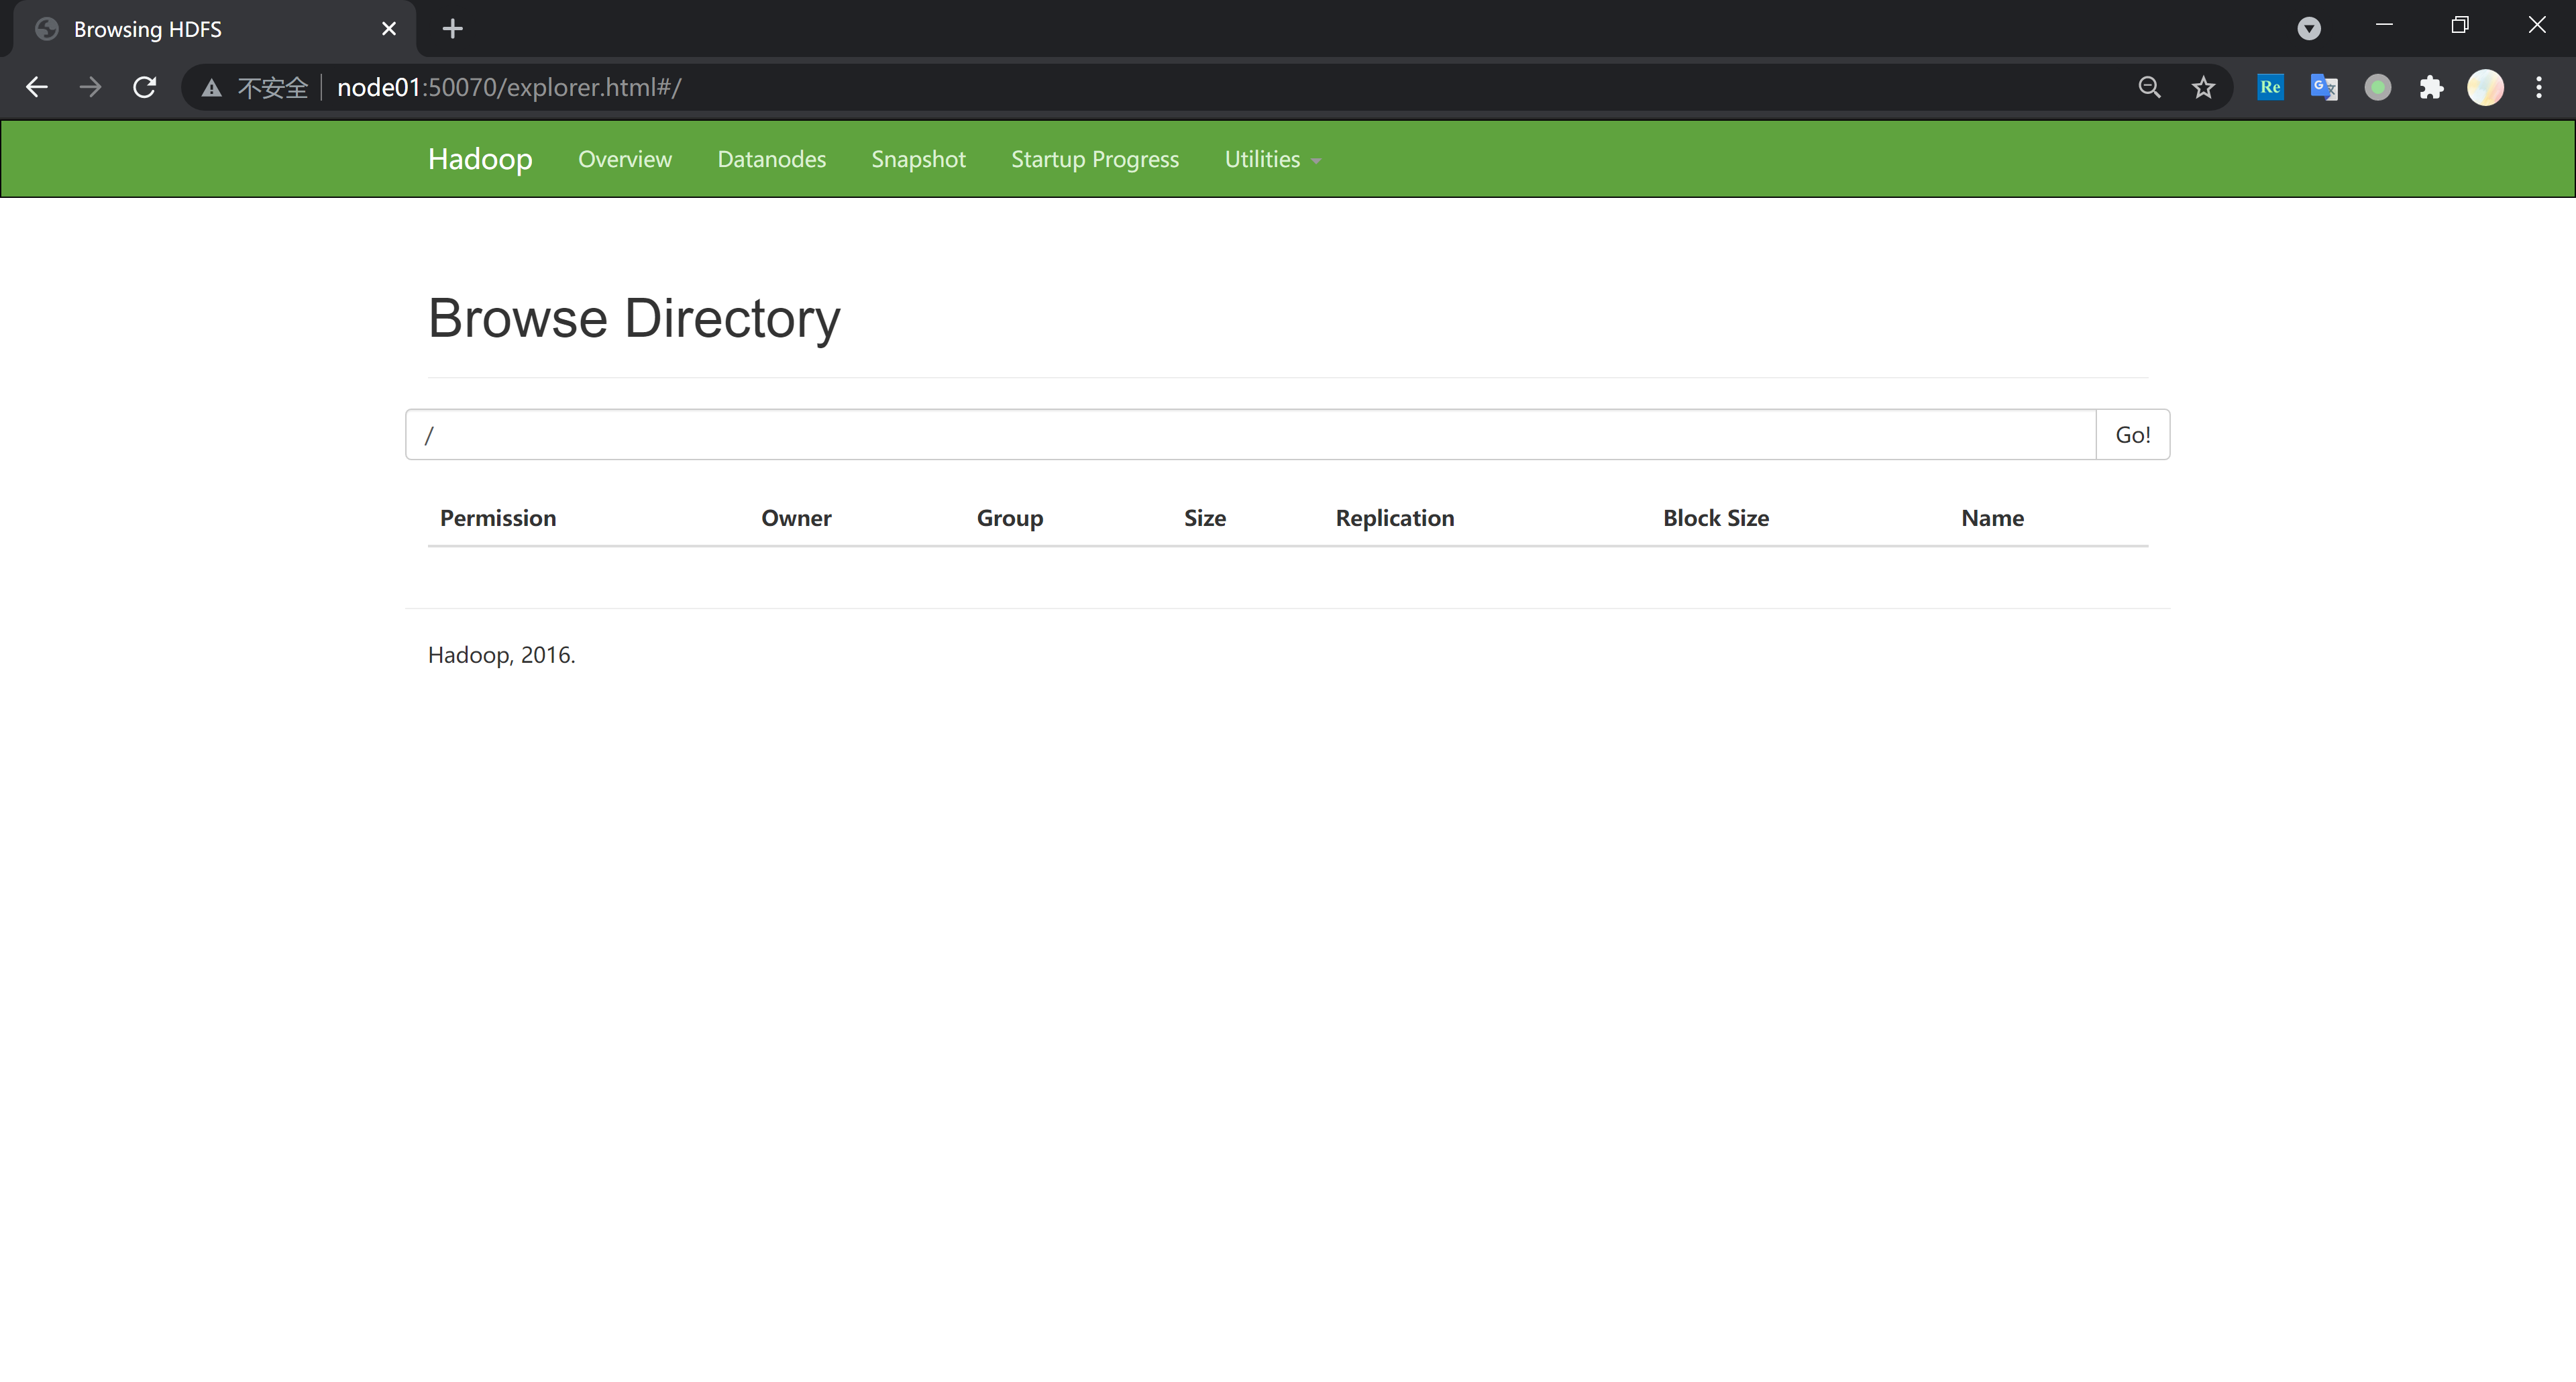 Browsing HDFS
不安全 node01:50070/explorer.html#/
Re G 文
Hadoop Overview Datanodes Snapshot Startup Progress Utilities
Browse Directory
/ Go!
Permission Owner Group Size Replication Block Size Name
Hadoop, 2016.